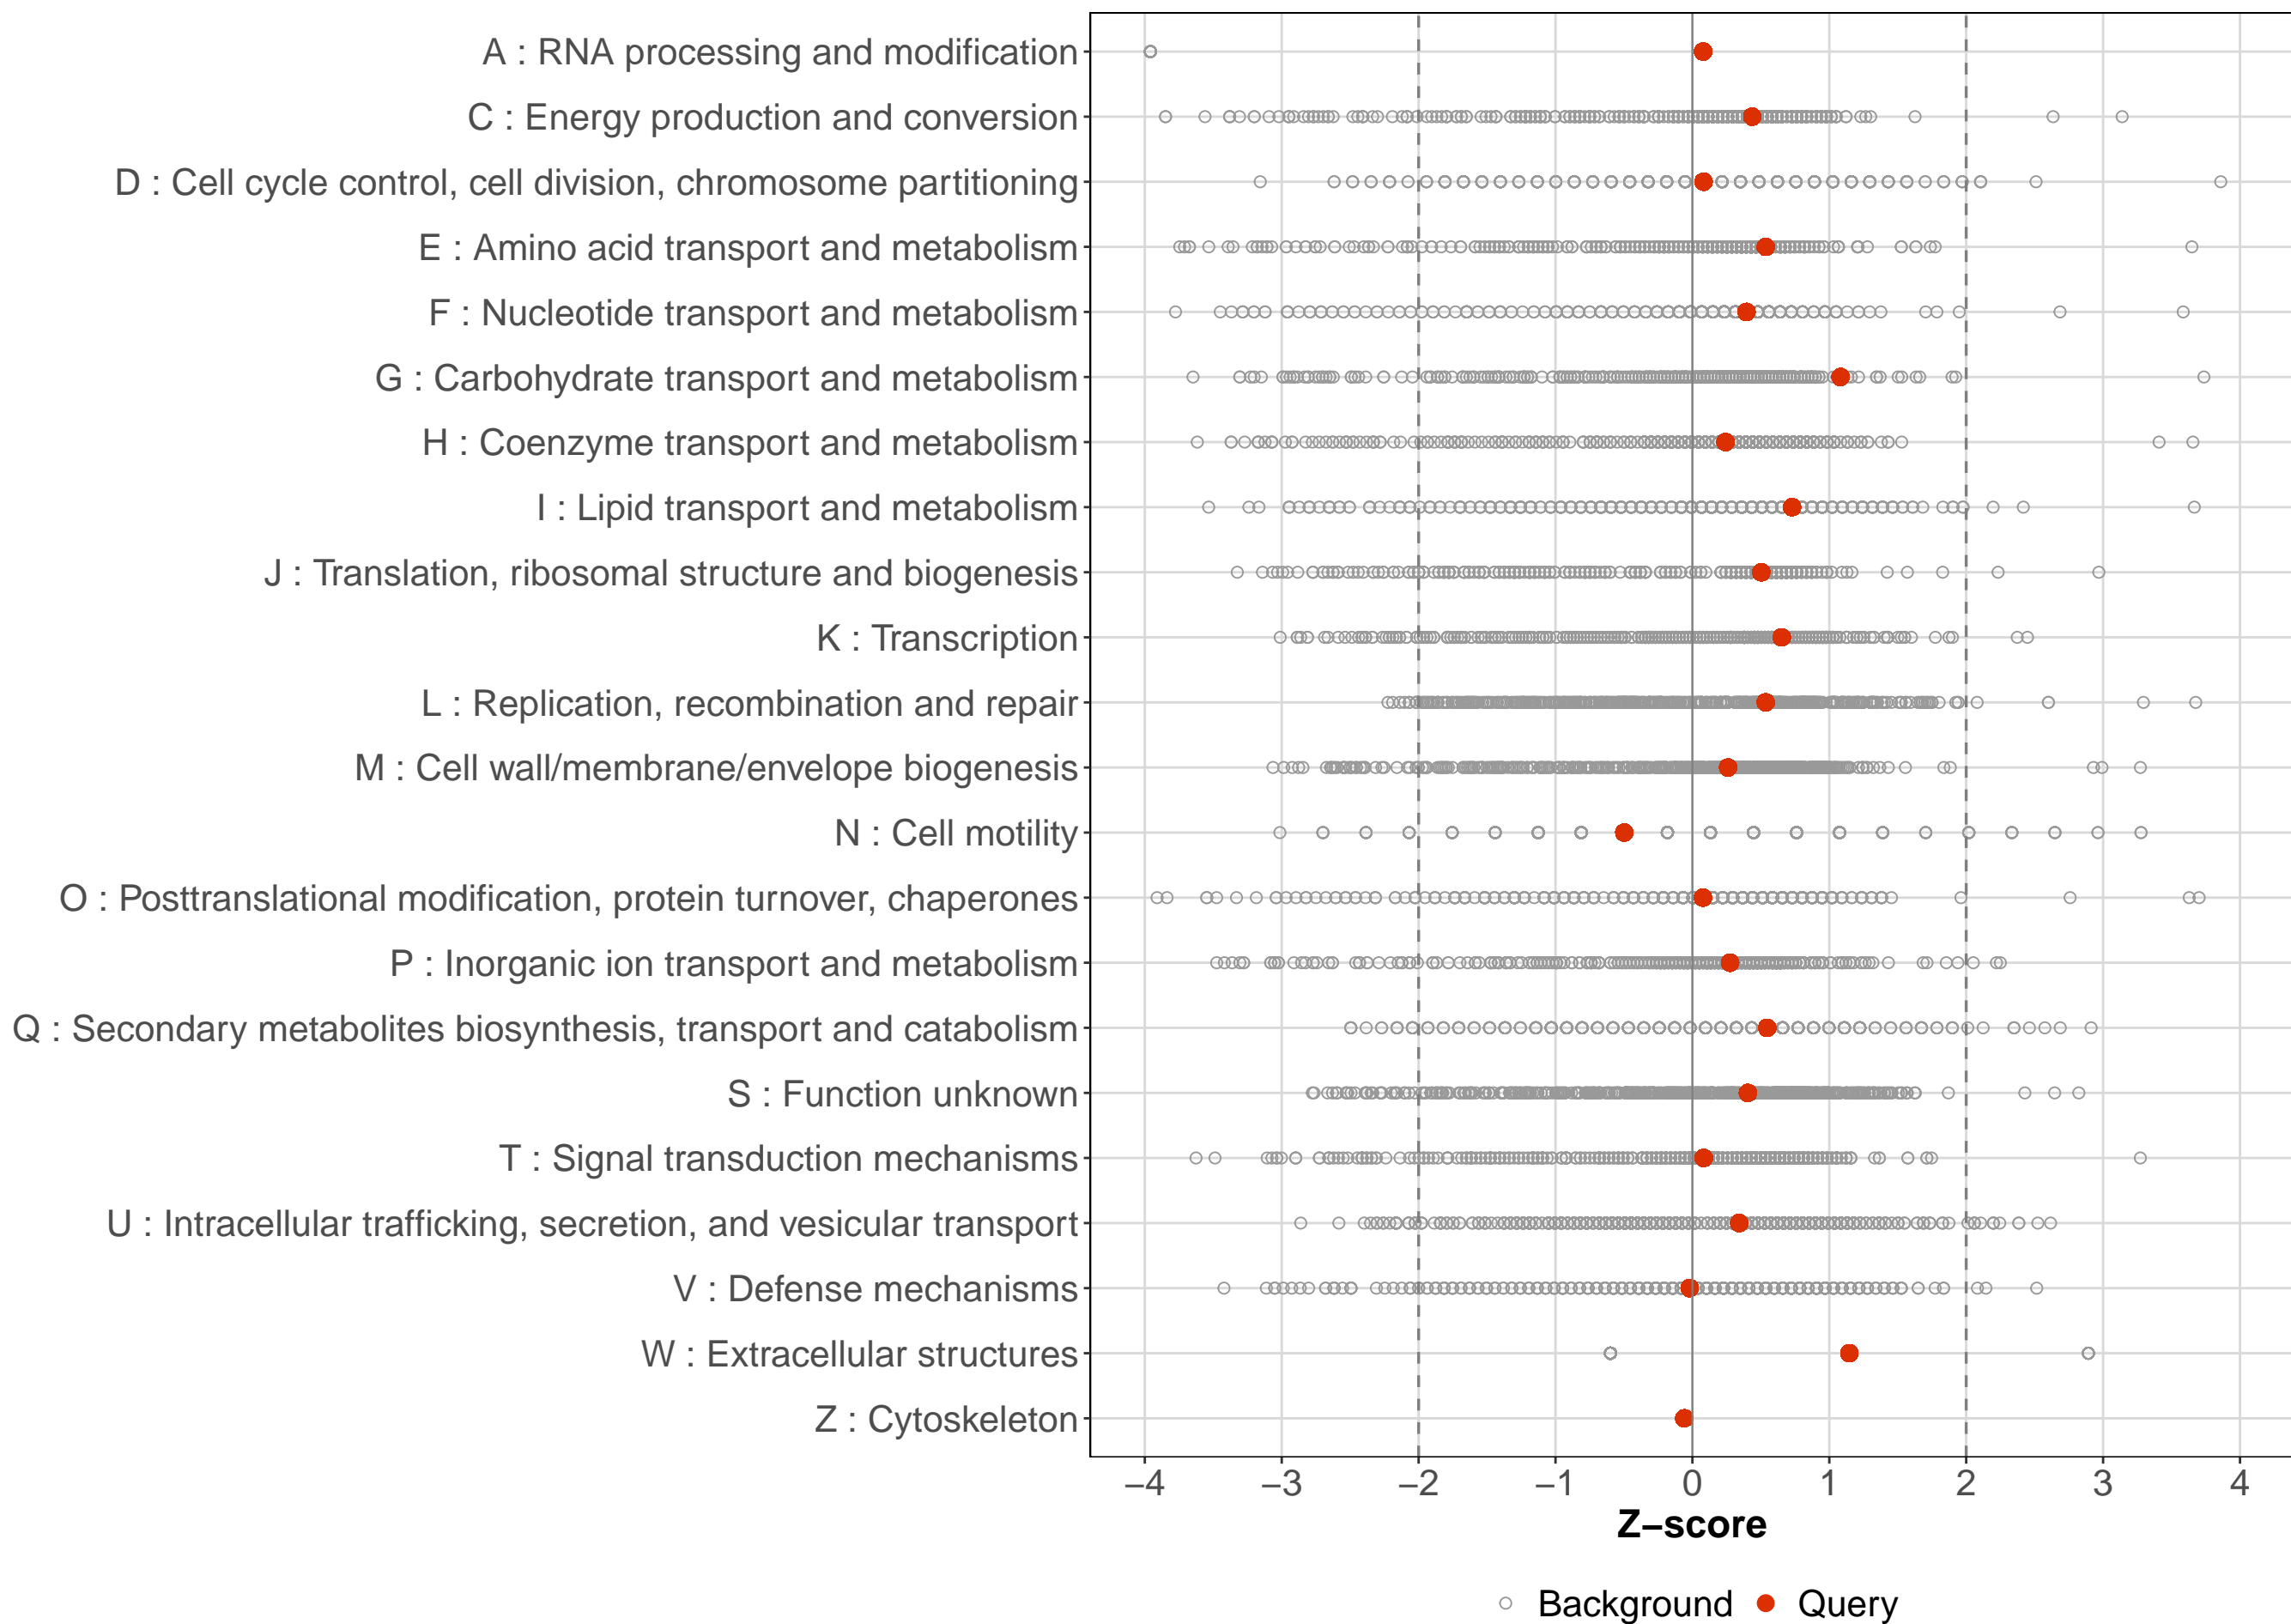 A : RNA processing and modification
C : Energy production and conversion
D : Cell cycle control, cell division, chromosome partitioning
E : Amino acid transport and metabolism
F : Nucleotide transport and metabolism
G : Carbohydrate transport and metabolism
H : Coenzyme transport and metabolism
I : Lipid transport and metabolism
J : Translation, ribosomal structure and biogenesis
K : Transcription
L : Replication, recombination and repair
M : Cell wall/membrane/envelope biogenesis
N : Cell motility
O : Posttranslational modification, protein turnover, chaperones
P : Inorganic ion transport and metabolism
Q : Secondary metabolites biosynthesis, transport and catabolism
S : Function unknown
T : Signal transduction mechanisms
U : Intracellular trafficking, secretion, and vesicular transport
V : Defense mechanisms
W : Extracellular structures
Z : Cytoskeleton
−4 −3 −2 −1 0 1 2 3 4
Z−score
Background Query